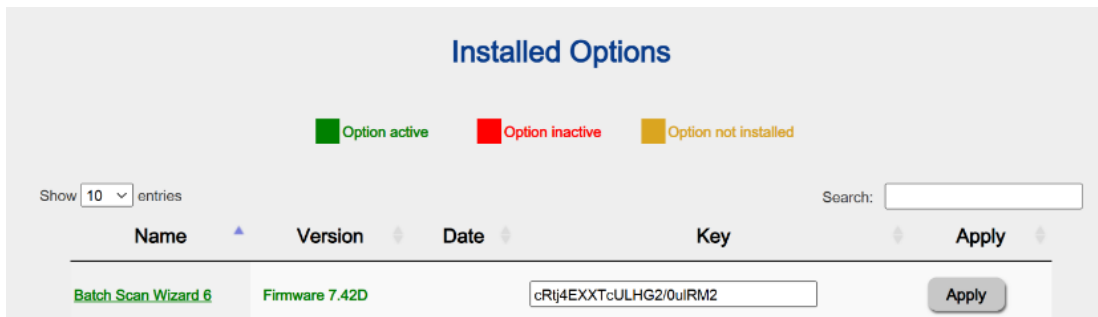 Installed Options
Option active Option inactive Option not installed
Show 10 entries Search:
Name Version Date Key Apply
Batch Scan Wizard 6 Firmware 7.42D cRtj4EXXTcULHG2/0ulRM2 Apply